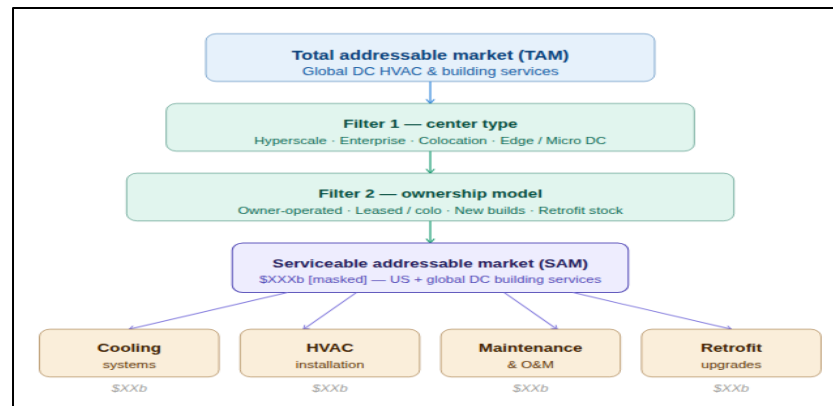 Total addressable market (TAM)
Global DC HVAC & building services
Filter 1 — center type
Hyperscale · Enterprise · Colocation · Edge / Micro DC
Filter 2 — ownership model
Owner-operated · Leased / colo · New builds · Retrofit stock
Serviceable addressable market (SAM)
$XXXb [masked] — US + global DC building services
Cooling
systems
$XXb
HVAC
installation
$XXb
Maintenance
& O&M
$XXb
Retrofit
upgrades
$XXb